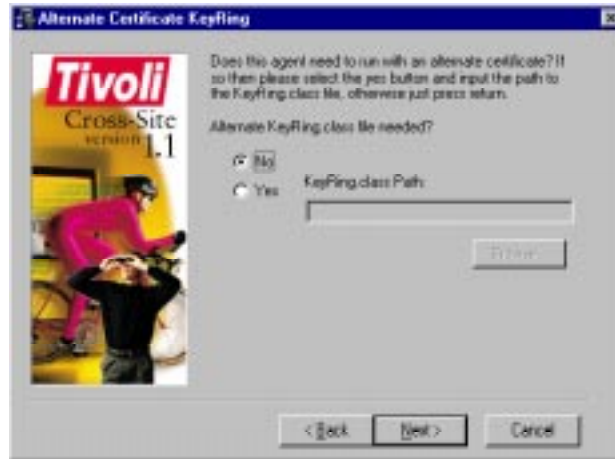 Alternate Certificate KeyRing
Tivoli
Cross-Site
version 1.1
Does this agent need to run with an alternate certificate? If
so then please select the yes button and input the path to
the KeyRing.class file, otherwise just press return.
Alternate KeyRing.class file needed?
No
Yes
KeyRing.class Path:
< Back
Next >
Cancel